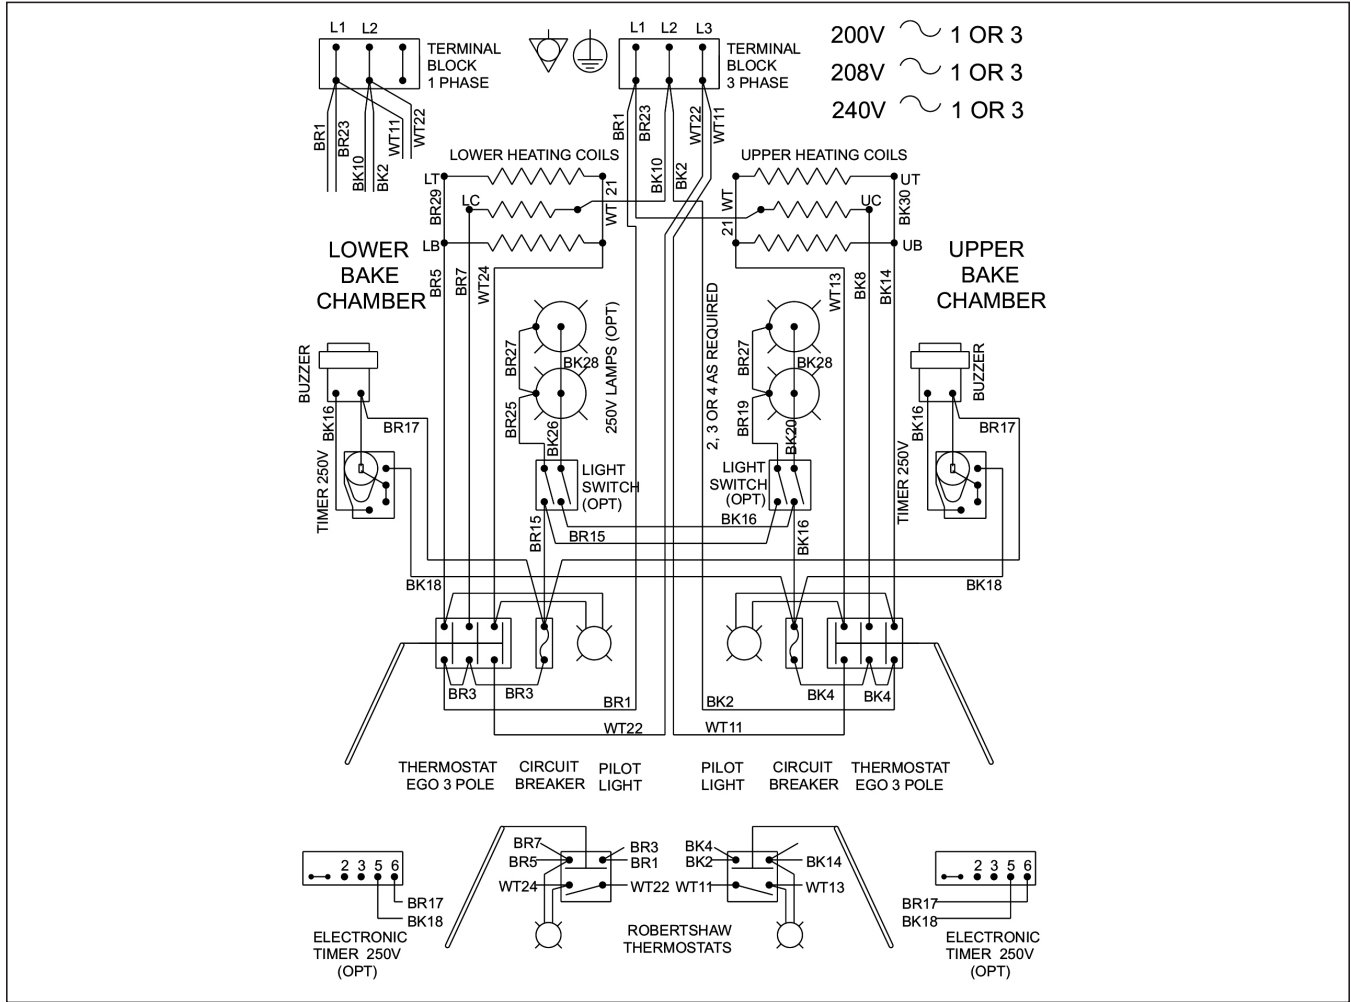 L1 L2
TERMINAL
BLOCK
1 PHASE
BR1
BR23
BK10
BK2
WT11
WT22
L1 L2 L3
TERMINAL
BLOCK
3 PHASE
BR1
BR23
BK10
BK2
WT22
WT11
200V 1 OR 3
208V 1 OR 3
240V 1 OR 3
LOWER HEATING COILS
LT
BR29
LC
LB
WT 21
UPPER HEATING COILS
21 WT
UT
UC
BK30
UB
LOWER
BAKE
CHAMBER
BR5
BR7
WT24
UPPER
BAKE
CHAMBER
WT13
BK8
BK14
BR27
BK28
BR25
BK26
250V LAMPS (OPT)
2, 3 OR 4 AS REQUIRED
BR27
BK28
BR19
BK20
BUZZER
BK16
BR17
TIMER 250V
BUZZER
BK16
BR17
TIMER 250V
LIGHT
SWITCH
(OPT)
LIGHT
SWITCH
(OPT)
BK16
BR15
BR15
BK16
BK18
BK18
BR3
BR3
BR1
WT22
BK2
WT11
BK4
BK4
THERMOSTAT
EGO 3 POLE
CIRCUIT
BREAKER
PILOT
LIGHT
PILOT
LIGHT
CIRCUIT
BREAKER
THERMOSTAT
EGO 3 POLE
2 3 5 6
BR17
BK18
ELECTRONIC
TIMER 250V
(OPT)
BR7
BR5
WT24
BR3
BR1
WT22
BK4
BK2
WT11
BK14
WT13
ROBERTSHAW
THERMOSTATS
2 3 5 6
BR17
BK18
ELECTRONIC
TIMER 250V
(OPT)